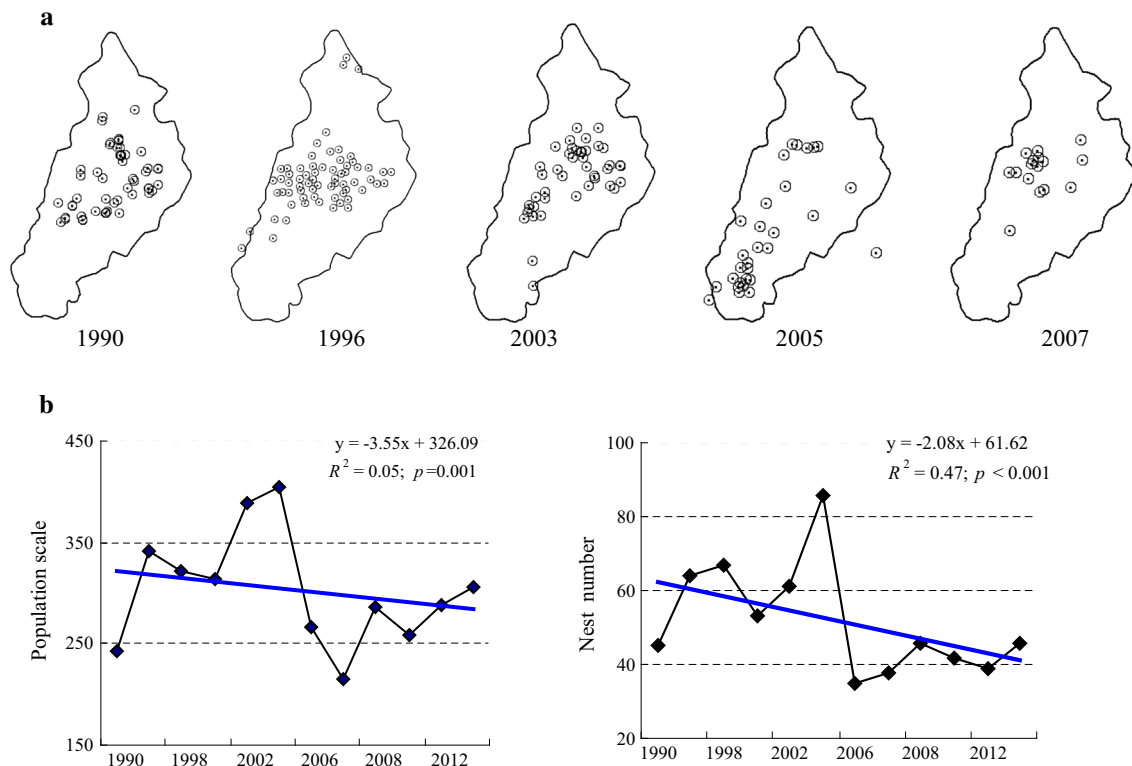 a
1990 1996 2003 2005 2007
b
450
350
250
150
Population scale
y = -3.55x + 326.09
R² = 0.05; p=0.001
1990 1998 2002 2006 2008 2012
100
80
60
40
20
Nest number
y = -2.08x + 61.62
R² = 0.47; p < 0.001
1990 1998 2002 2006 2008 2012